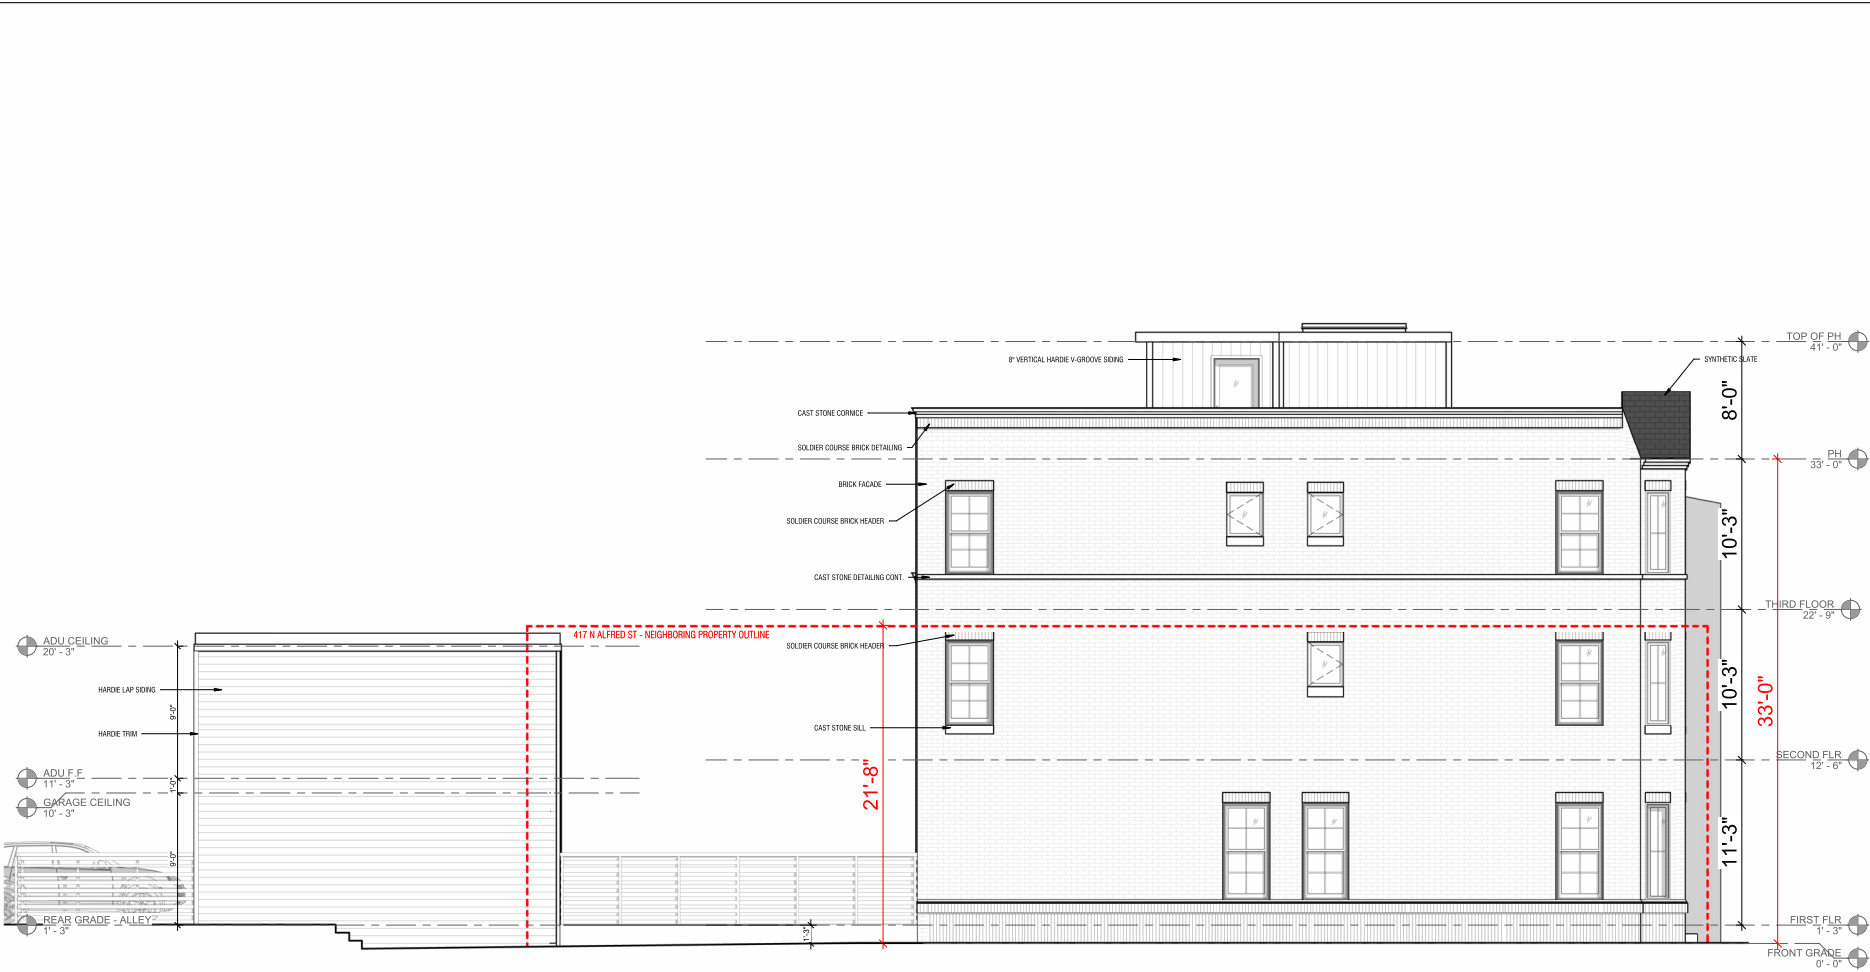 TOP OF PH
41' - 0"
8" VERTICAL HARDIE V-GROOVE SIDING
SYNTHETIC SLATE
8'-0"
CAST STONE CORNICE
SOLDIER COURSE BRICK DETAILING
PH
33' - 0"
BRICK FACADE
SOLDIER COURSE BRICK HEADER
10'-3"
CAST STONE DETAILING CONT.
THIRD FLOOR
22' - 9"
417 N ALFRED ST - NEIGHBORING PROPERTY OUTLINE
ADU CEILING
20' - 3"
SOLDIER COURSE BRICK HEADER
HARDIE LAP SIDING
9'-0"
10'-3"
33'-0"
HARDIE TRIM
CAST STONE SILL
SECOND FLR
12' - 6"
ADU F.F
11' - 3"
1'-0"
21'-8"
GARAGE CEILING
10' - 3"
11'-3"
9'-0"
REAR GRADE - ALLEY
1' - 3"
1'-3"
FIRST FLR
1' - 3"
FRONT GRADE
0' - 0"